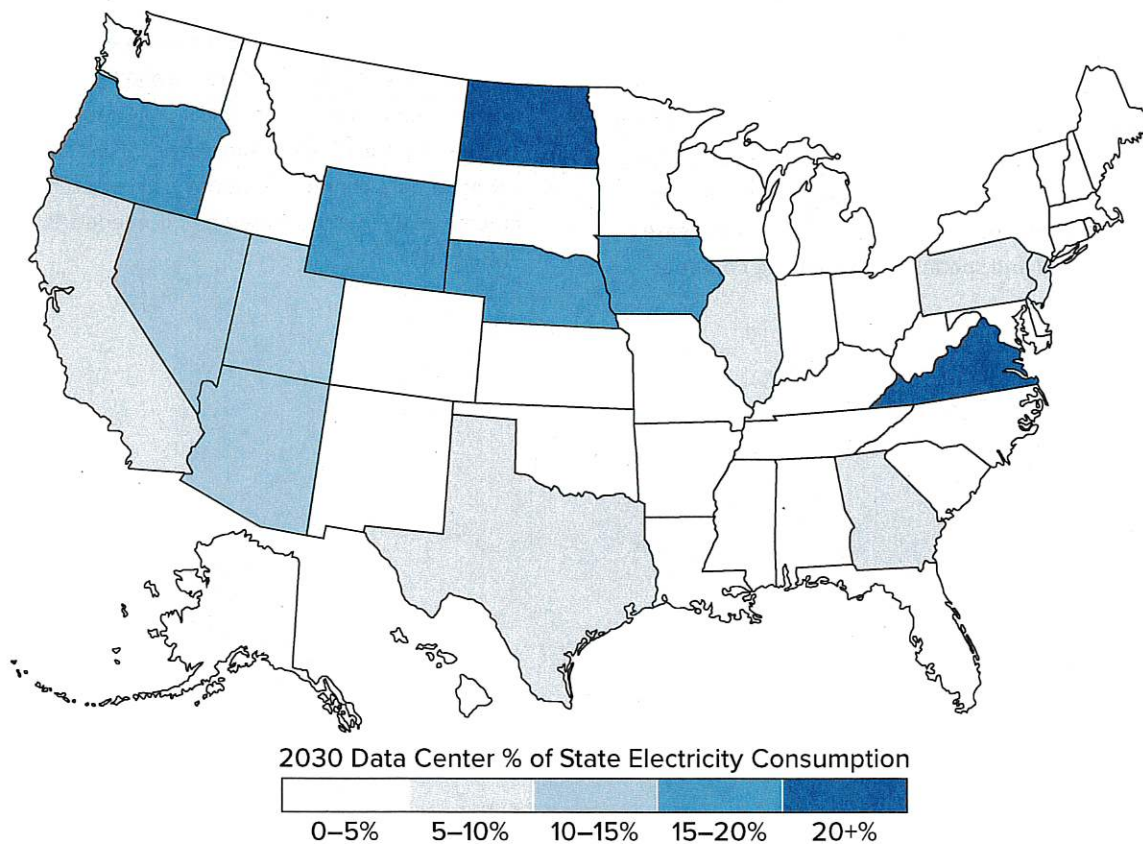 2030 Data Center % of State Electricity Consumption
0–5% 5–10% 10–15% 15–20% 20+%